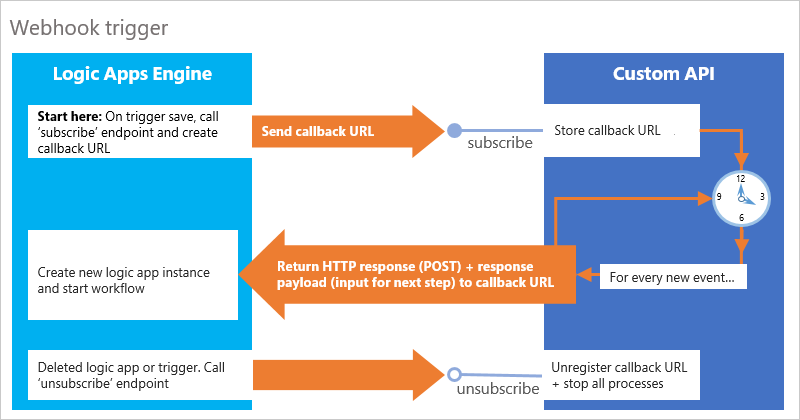 Webhook trigger
Logic Apps Engine
Custom API
Start here: On trigger save, call
‘subscribe’ endpoint and create
callback URL
Send callback URL
subscribe
Store callback URL
12
9
3
6
Create new logic app instance
and start workflow
Return HTTP response (POST) + response
payload (input for next step) to callback URL
For every new event...
Deleted logic app or trigger. Call
‘unsubscribe’ endpoint
unsubscribe
Unregister callback URL
+ stop all processes